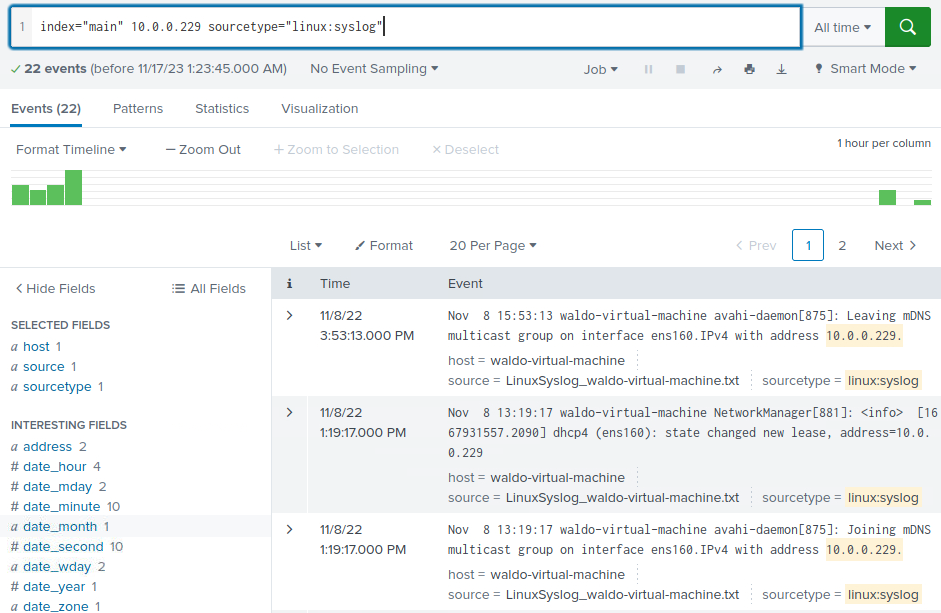 1 index="main" 10.0.0.229 sourcetype="linux:syslog"
All time
22 events (before 11/17/23 1:23:45.000 AM)
No Event Sampling
Job
Smart Mode
Events (22)
Patterns
Statistics
Visualization
Format Timeline
— Zoom Out
+ Zoom to Selection
× Deselect
1 hour per column
List
Format
20 Per Page
< Prev
1
2
Next >
< Hide Fields
All Fields
SELECTED FIELDS
a host 1
a source 1
a sourcetype 1
INTERESTING FIELDS
a address 2
# date_hour 4
# date_mday 2
# date_minute 10
a date_month 1
# date_second 10
a date_wday 2
# date_year 1
a date_zone 1
i
Time
Event
11/8/22
3:53:13.000 PM
Nov  8 15:53:13 waldo-virtual-machine avahi-daemon[875]: Leaving mDNS
multicast group on interface ens160.IPv4 with address 10.0.0.229.
host = waldo-virtual-machine
source = LinuxSyslog_waldo-virtual-machine.txt
sourcetype = linux:syslog
11/8/22
1:19:17.000 PM
Nov  8 13:19:17 waldo-virtual-machine NetworkManager[881]: <info>  [16
67931557.2090] dhcp4 (ens160): state changed new lease, address=10.0.
0.229
host = waldo-virtual-machine
source = LinuxSyslog_waldo-virtual-machine.txt
sourcetype = linux:syslog
11/8/22
1:19:17.000 PM
Nov  8 13:19:17 waldo-virtual-machine avahi-daemon[875]: Joining mDNS
multicast group on interface ens160.IPv4 with address 10.0.0.229.
host = waldo-virtual-machine
source = LinuxSyslog_waldo-virtual-machine.txt
sourcetype = linux:syslog